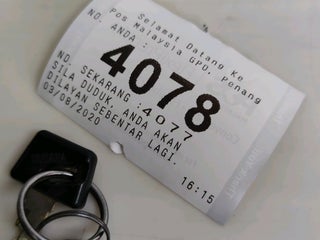 Selamat Datang Ke
Pos Malaysia GPO, Penang
NO. ANDA :
4078
NO. SEKARANG :4077
SILA DUDUK, ANDA AKAN
DILAYAN SEBENTAR LAGI.
03/08/2020 16:15